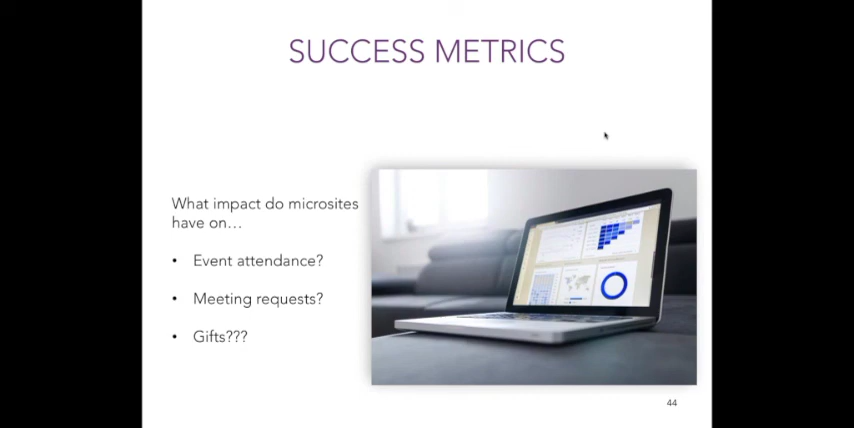 SUCCESS METRICS
What impact do microsites
have on…
• Event attendance?
• Meeting requests?
• Gifts???
44